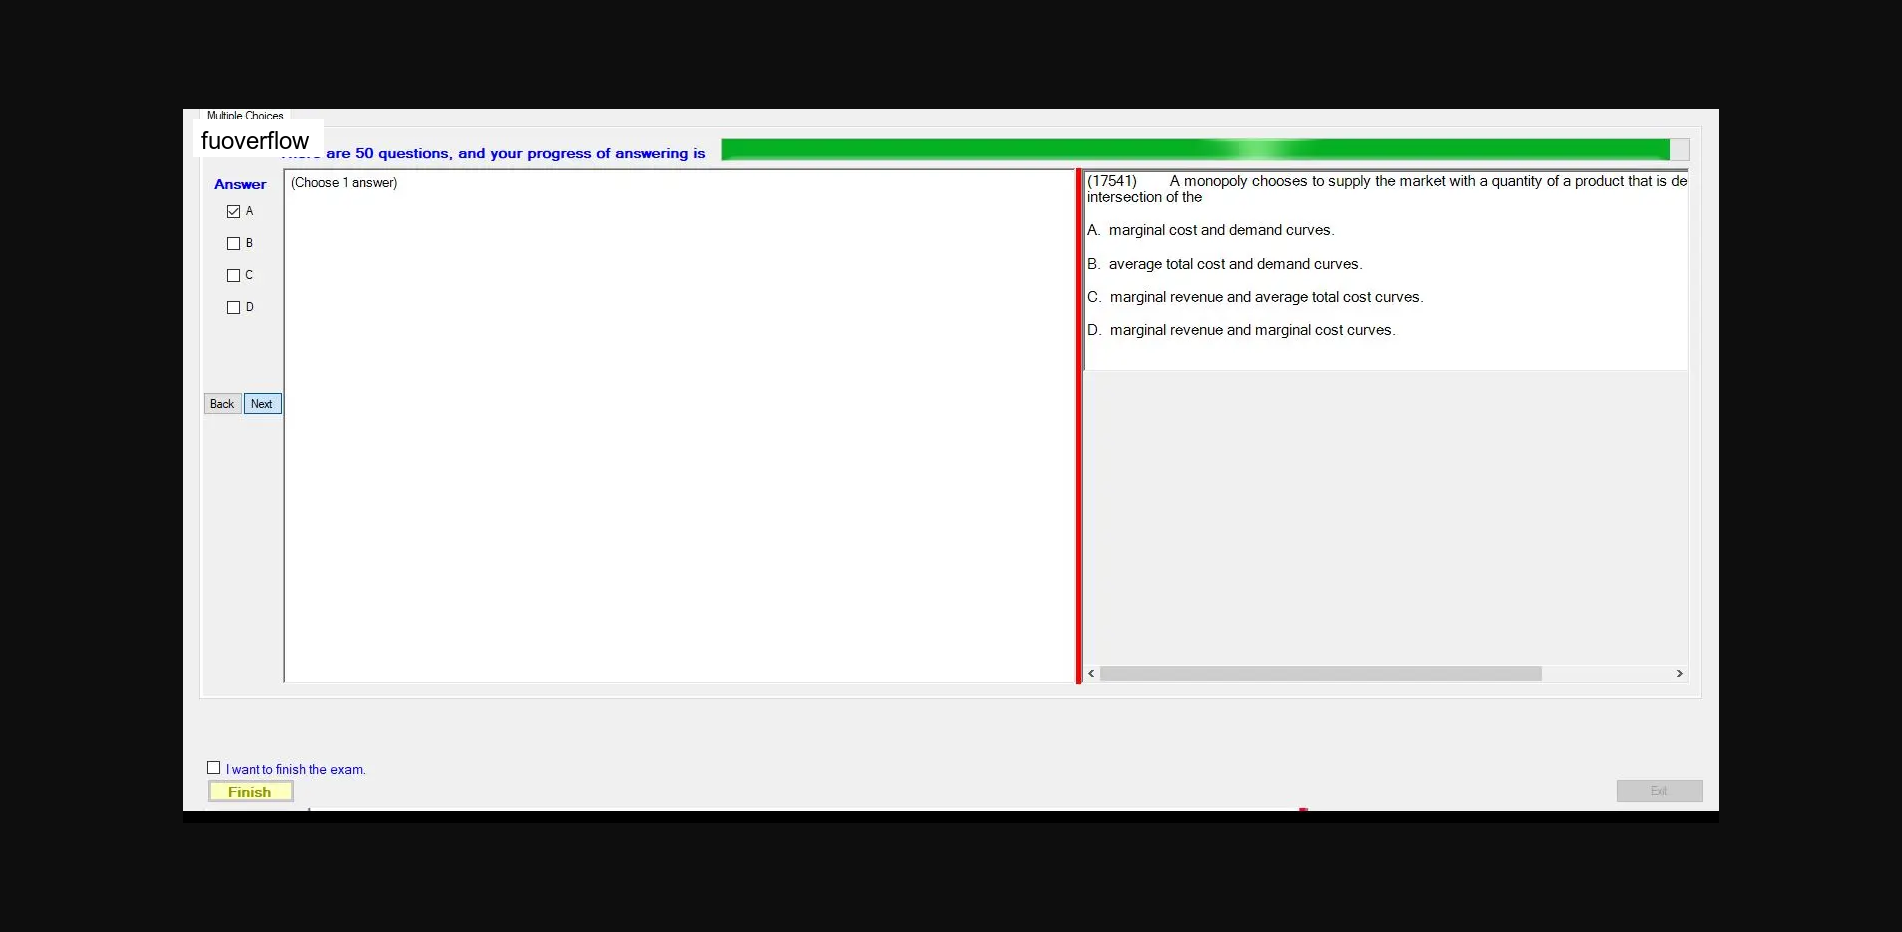 Multiple Choices
fuoverflow
are 50 questions, and your progress of answering is
Answer
A
B
C
D
Back
Next
(Choose 1 answer)
(17541) A monopoly chooses to supply the market with a quantity of a product that is de
intersection of the
A. marginal cost and demand curves.
B. average total cost and demand curves.
C. marginal revenue and average total cost curves.
D. marginal revenue and marginal cost curves.
I want to finish the exam.
Finish
Exit